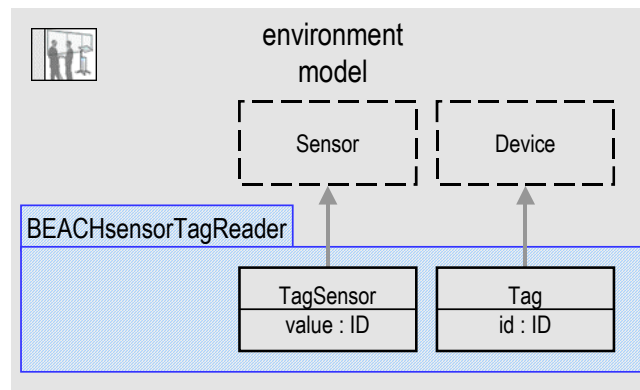 environment
model
Sensor
Device
BEACHsensorTagReader
TagSensor
Tag
value : ID
id : ID